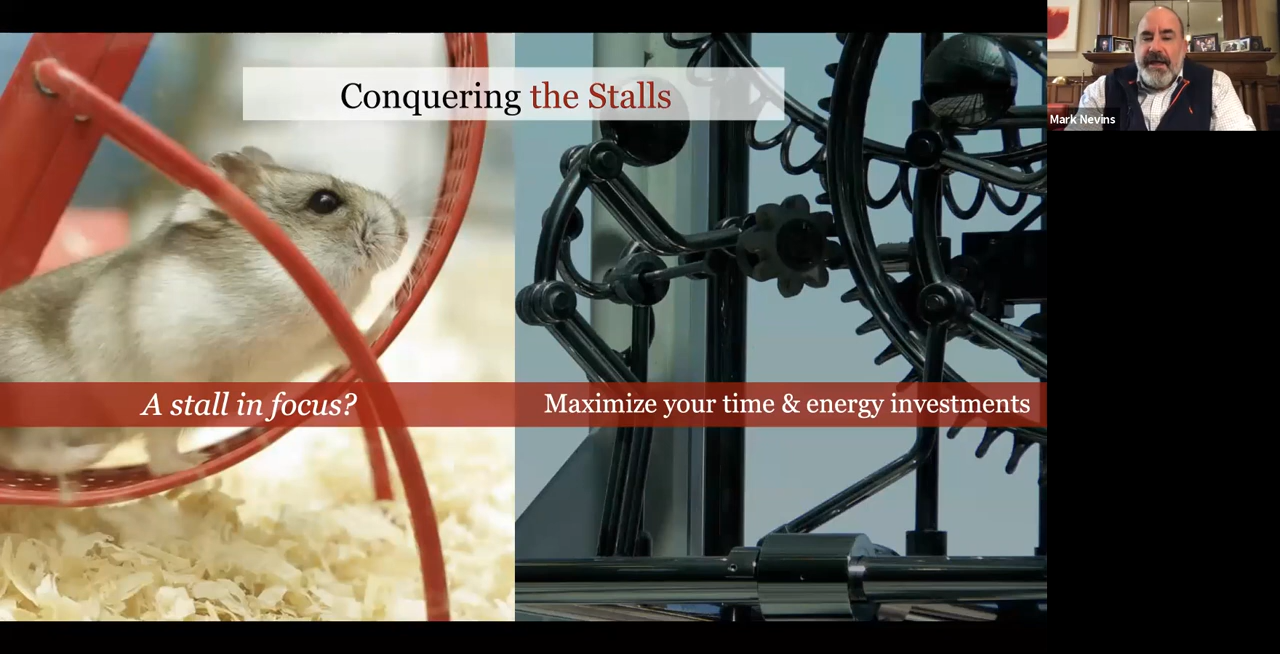 Conquering the Stalls
Mark Nevins
A stall in focus?
Maximize your time & energy investments